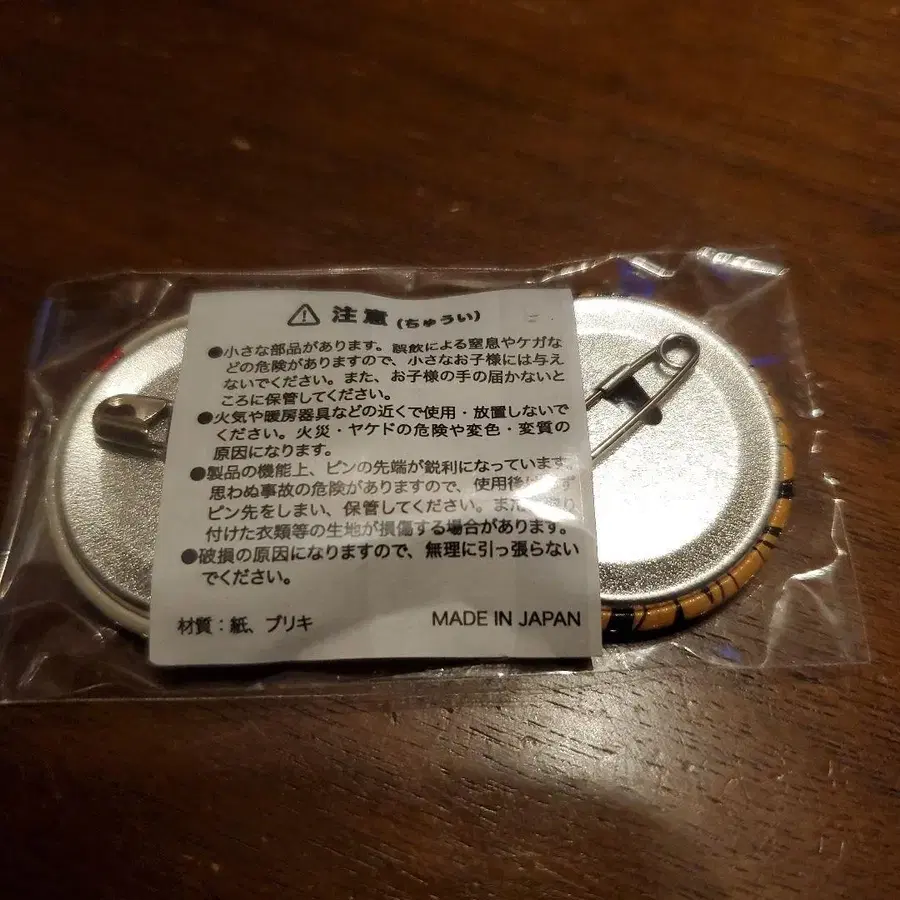 ⚠ 注意 (ちゅうい)
●小さな部品があります。誤飲による窒息やケガな
どの危険がありますので、小さなお子様には与え
ないでください。また、お子様の手の届かないと
ころに保管してください。
●火気や暖房器具などの近くで使用・放置しないで
ください。火災・ヤケドの危険や変色・変質の
原因になります。
●製品の機能上、ピンの先端が鋭利になっています。
思わぬ事故の危険がありますので、使用後は
ピン先をしまい、保管してください。また
付けた衣類等の生地が損傷する場合があります。
●破損の原因になりますので、無理に引っ張らない
でください。
材質：紙、ブリキ
MADE IN JAPAN